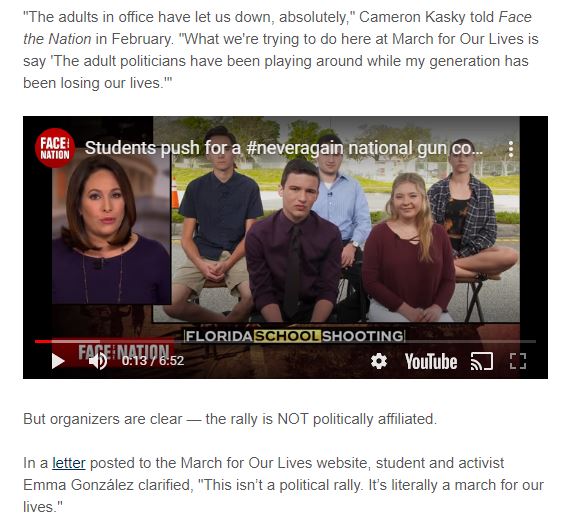 "The adults in office have let us down, absolutely," Cameron Kasky told Face
the Nation in February. "What we're trying to do here at March for Our Lives is
say 'The adult politicians have been playing around while my generation has
been losing our lives.'"
FACE THE NATION
Students push for a #neveragain national gun co...
FLORIDA SCHOOL SHOOTING
FACE THE NATION
0:13 / 6:52
YouTube
But organizers are clear — the rally is NOT politically affiliated.
In a letter posted to the March for Our Lives website, student and activist
Emma González clarified, "This isn't a political rally. It's literally a march for our
lives."